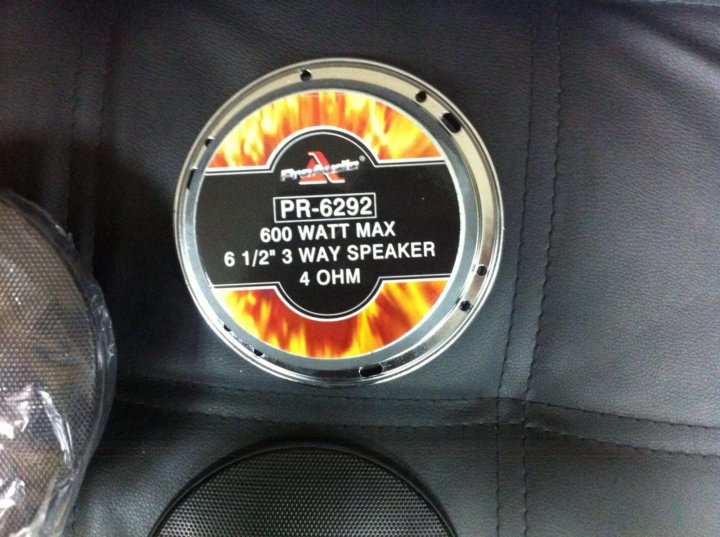 ProAudio®
PR-6292
600 WATT MAX
6 1/2" 3 WAY SPEAKER
4 OHM